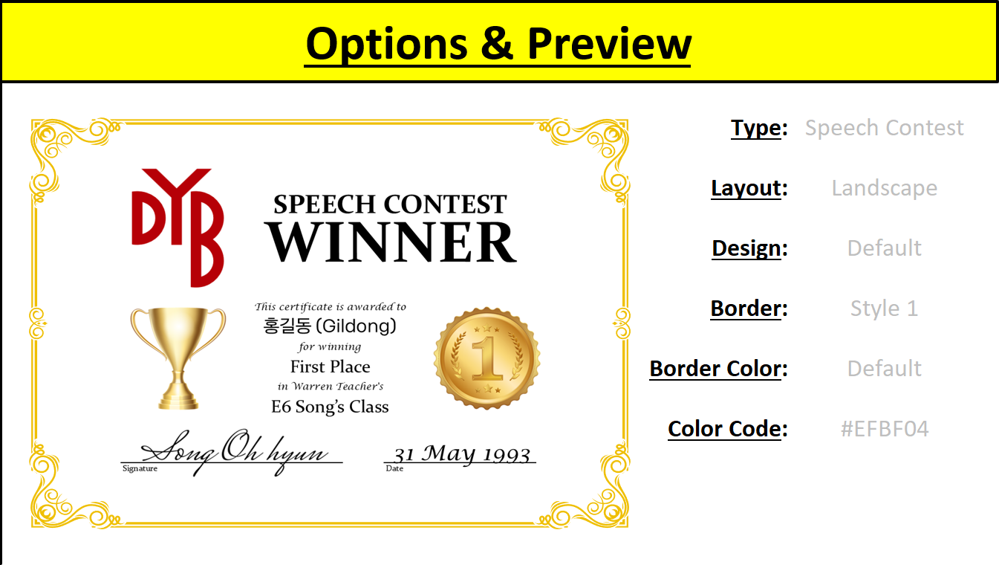 Options & Preview
DYB
SPEECH CONTEST
WINNER
This certificate is awarded to
홍길동 (Gildong)
for winning
First Place
in Warren Teacher's
E6 Song's Class
1
Song Oh hyun
Signature
31 May 1993
Date
Type: Speech Contest
Layout: Landscape
Design: Default
Border: Style 1
Border Color: Default
Color Code: #EFBF04